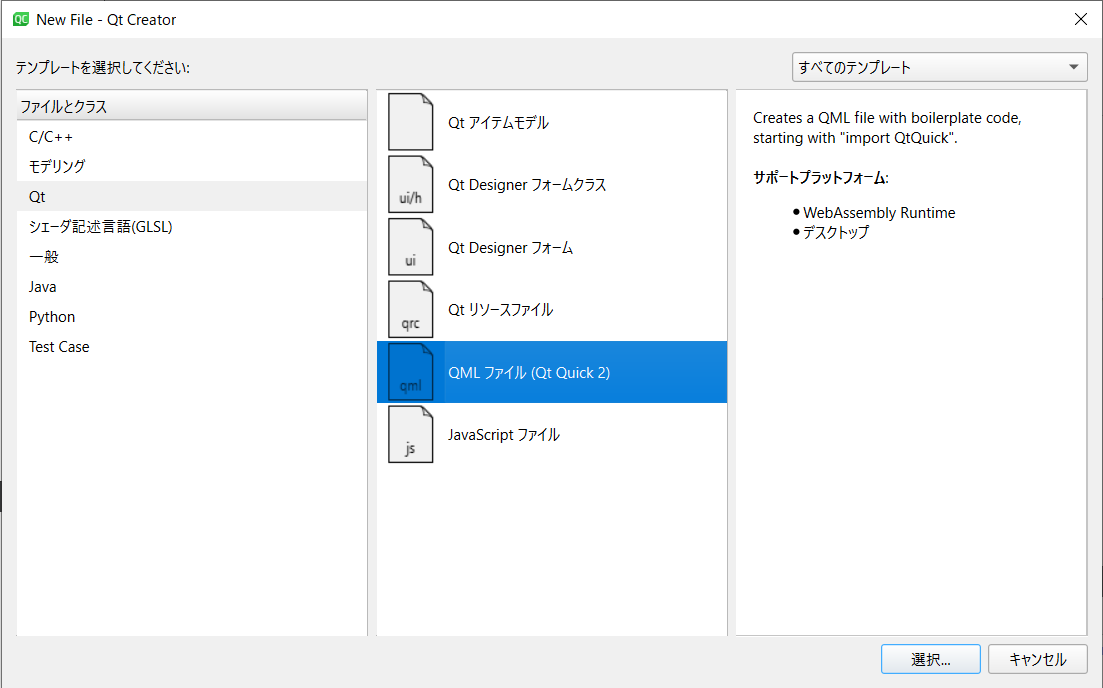 QC New File - Qt Creator
テンプレートを選択してください:
すべてのテンプレート
ファイルとクラス
C/C++
モデリング
Qt
シェーダ記述言語(GLSL)
一般
Java
Python
Test Case
Qt アイテムモデル
ui/h
Qt Designer フォームクラス
ui
Qt Designer フォーム
qrc
Qt リソースファイル
qml
QML ファイル (Qt Quick 2)
js
JavaScript ファイル
Creates a QML file with boilerplate code,
starting with "import QtQuick".
サポートプラットフォーム:
● WebAssembly Runtime
● デスクトップ
選択...
キャンセル